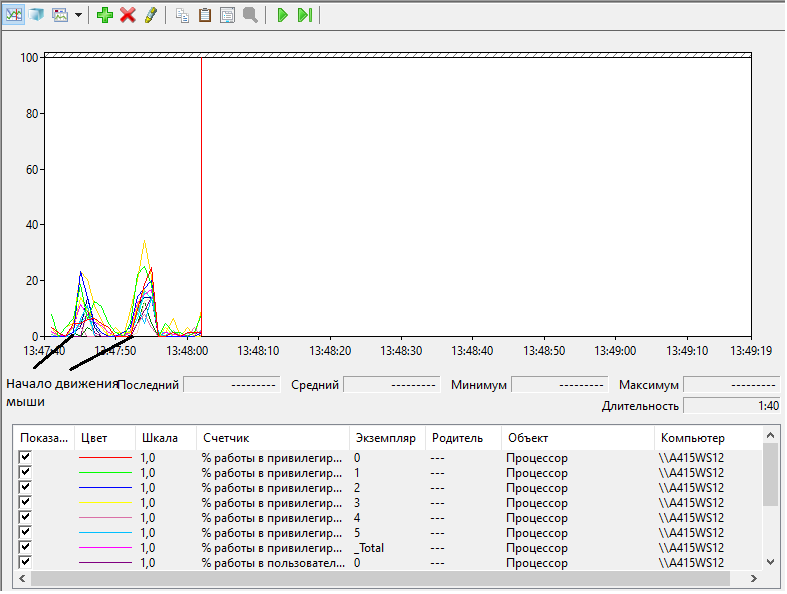 100
80
60
40
20
0
13:47:40 13:47:50 13:48:00 13:48:10 13:48:20 13:48:30 13:48:40 13:48:50 13:49:00 13:49:10 13:49:19
Начало движения
мыши
Последний --------- Средний --------- Минимум --------- Максимум ---------
Длительность 1:40
Показа... Цвет Шкала Счетчик Экземпляр Родитель Объект Компьютер
1,0 % работы в привилегир... 0 --- Процессор \\A415WS12
1,0 % работы в привилегир... 1 --- Процессор \\A415WS12
1,0 % работы в привилегир... 2 --- Процессор \\A415WS12
1,0 % работы в привилегир... 3 --- Процессор \\A415WS12
1,0 % работы в привилегир... 4 --- Процессор \\A415WS12
1,0 % работы в привилегир... 5 --- Процессор \\A415WS12
1,0 % работы в привилегир... _Total --- Процессор \\A415WS12
1,0 % работы в пользовател... 0 --- Процессор \\A415WS12